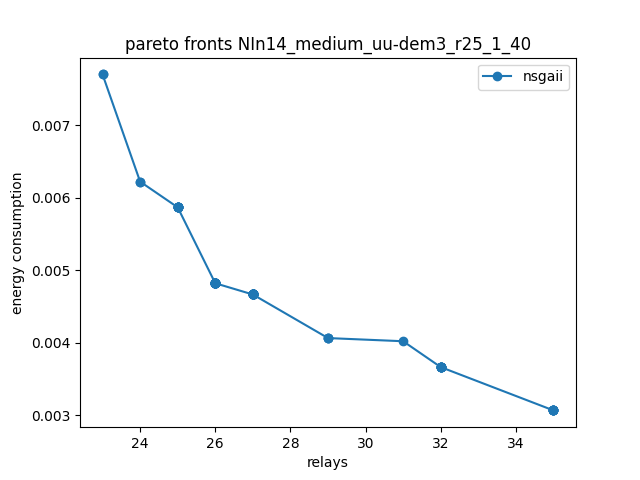 pareto fronts NIn14_medium_uu-dem3_r25_1_40
nsgaii
energy consumption
0.007
0.006
0.005
0.004
0.003
24 26 28 30 32 34
relays